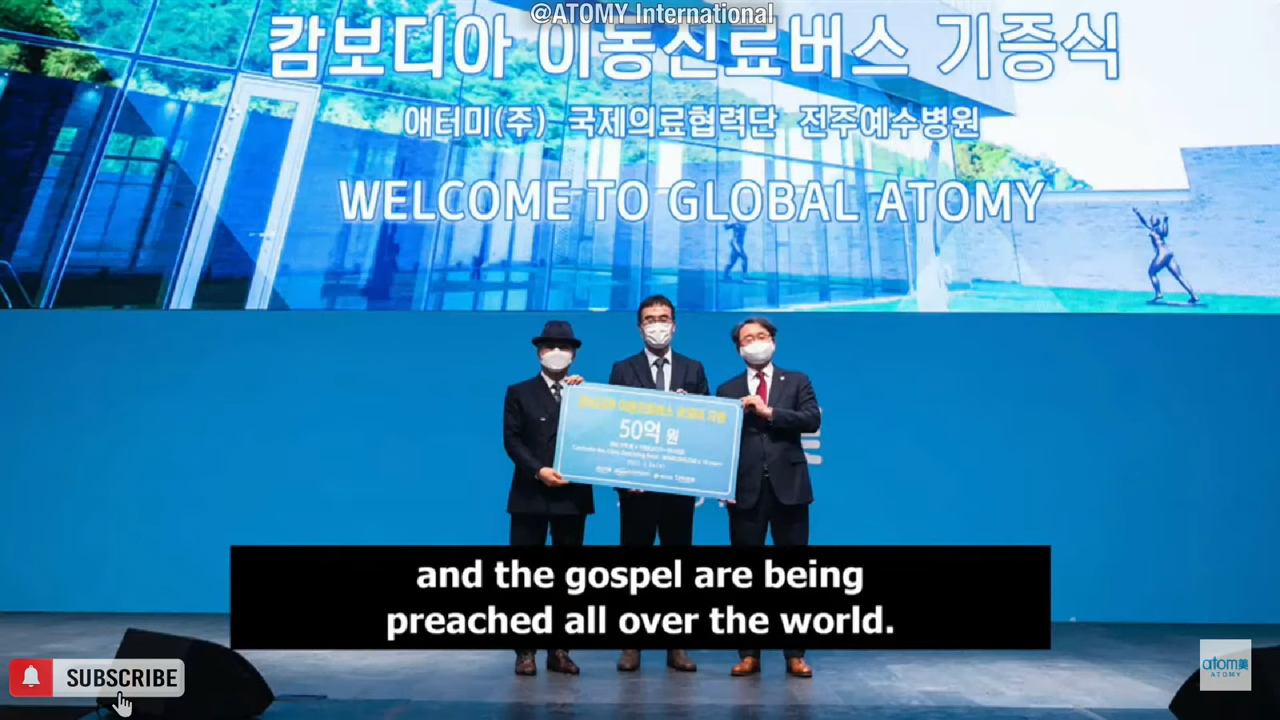 @ATOMY International
캄보디아 이동진료버스 기증식
애터미(주) 국제의료협력단 전주예수병원
WELCOME TO GLOBAL ATOMY
50억 원
and the gospel are being
preached all over the world.
SUBSCRIBE
atom美
ATOMY